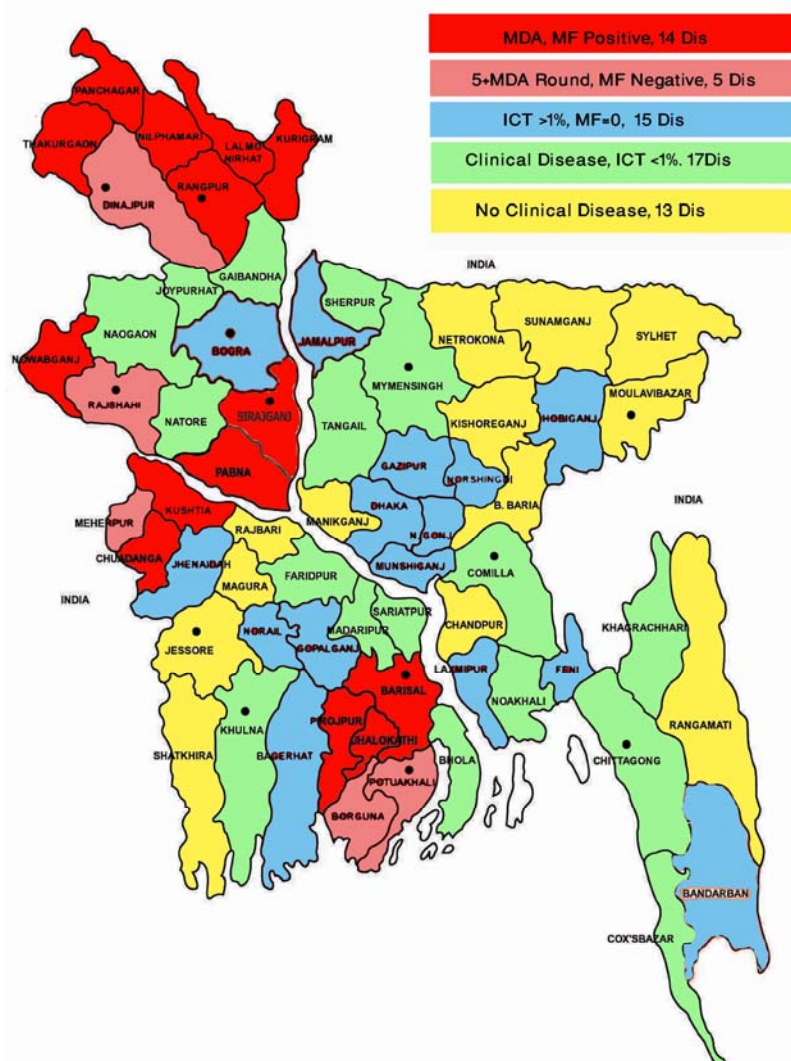 MDA, MF Positive, 14 Dis
5+MDA Round, MF Negative, 5 Dis
ICT >1%, MF=0, 15 Dis
Clinical Disease, ICT <1%. 17Dis
No Clinical Disease, 13 Dis
PANCHAGAR
THAKURGAON
NILPHAMARI
LALMO
NIRHAT
KURIGRAM
RANGPUR
DINAJPUR
GAIBANDHA
JOYPURHAT
NAOGAON
BOGRA
JAMALPUR
SHERPUR
INDIA
NETROKONA
SUNAMGANJ
SYLHET
MYMENSINGH
MOULAVIBAZAR
HOBIGANJ
KISHOREGANJ
NOWABGANJ
RAJSHAHI
NATORE
SIRAJGANJ
TANGAIL
PABNA
GAZIPUR
NORSHINGDI
B. BARIA
DHAKA
MANIKGANJ
N. GONJ
MUNSHIGANJ
INDIA
KUSHTIA
MEHERPUR
CHUADANGA
JHENAIDAH
RAJBARI
MAGURA
FARIDPUR
INDIA
COMILLA
CHANDPUR
SARIATPUR
MADARIPUR
NORAIL
GOPALGANJ
JESSORE
KHAGRACHHARI
LAXMIPUR
FENI
NOAKHALI
BARISAL
PIROJPUR
JHALOKATHI
KHULNA
SHATKHIRA
BAGERHAT
POTUAKHALI
BHOLA
BORGUNA
RANGAMATI
CHITTAGONG
BANDARBAN
COX'SBAZAR